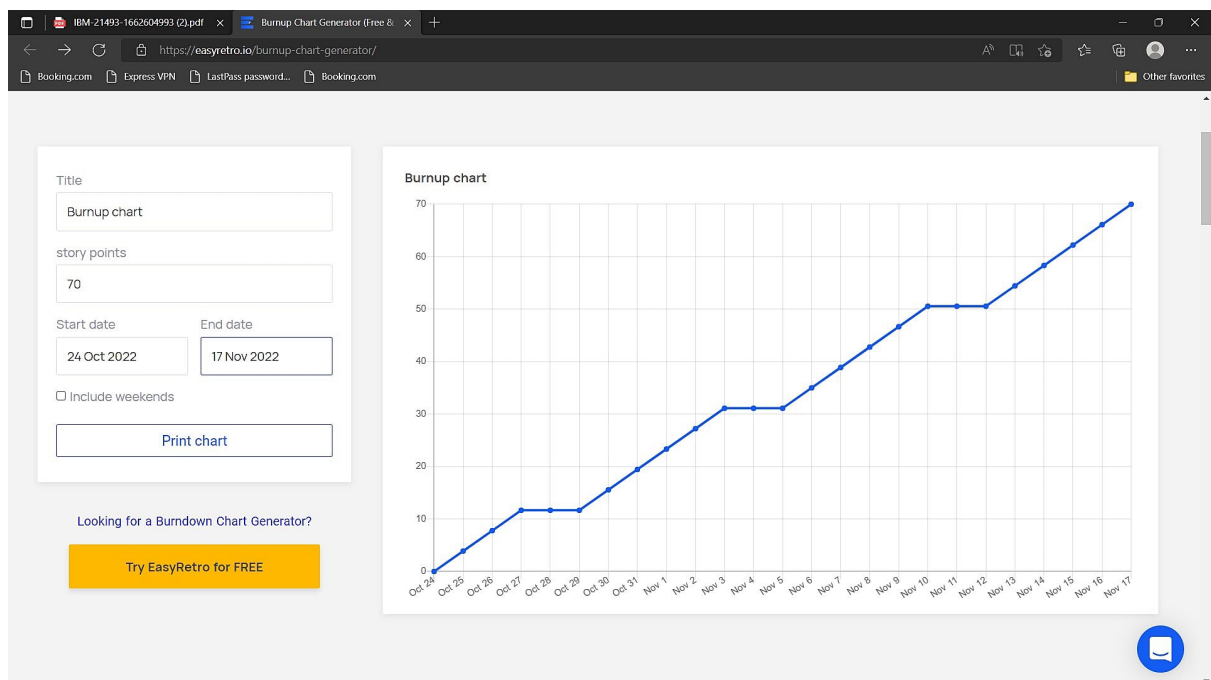 IBM-21493-1662604993 (2).pdf
Burnup Chart Generator (Free &
https://easyretro.io/burnup-chart-generator/
Booking.com
Express VPN
LastPass password...
Booking.com
Other favorites
Title
Burnup chart
story points
70
Start date
End date
24 Oct 2022
17 Nov 2022
Include weekends
Print chart
Looking for a Burndown Chart Generator?
Try EasyRetro for FREE
Burnup chart
70
60
50
40
30
20
10
0
Oct 24 Oct 25 Oct 26 Oct 27 Oct 28 Oct 29 Oct 30 Oct 31 Nov 1 Nov 2 Nov 3 Nov 4 Nov 5 Nov 6 Nov 7 Nov 8 Nov 9 Nov 10 Nov 11 Nov 12 Nov 13 Nov 14 Nov 15 Nov 16 Nov 17